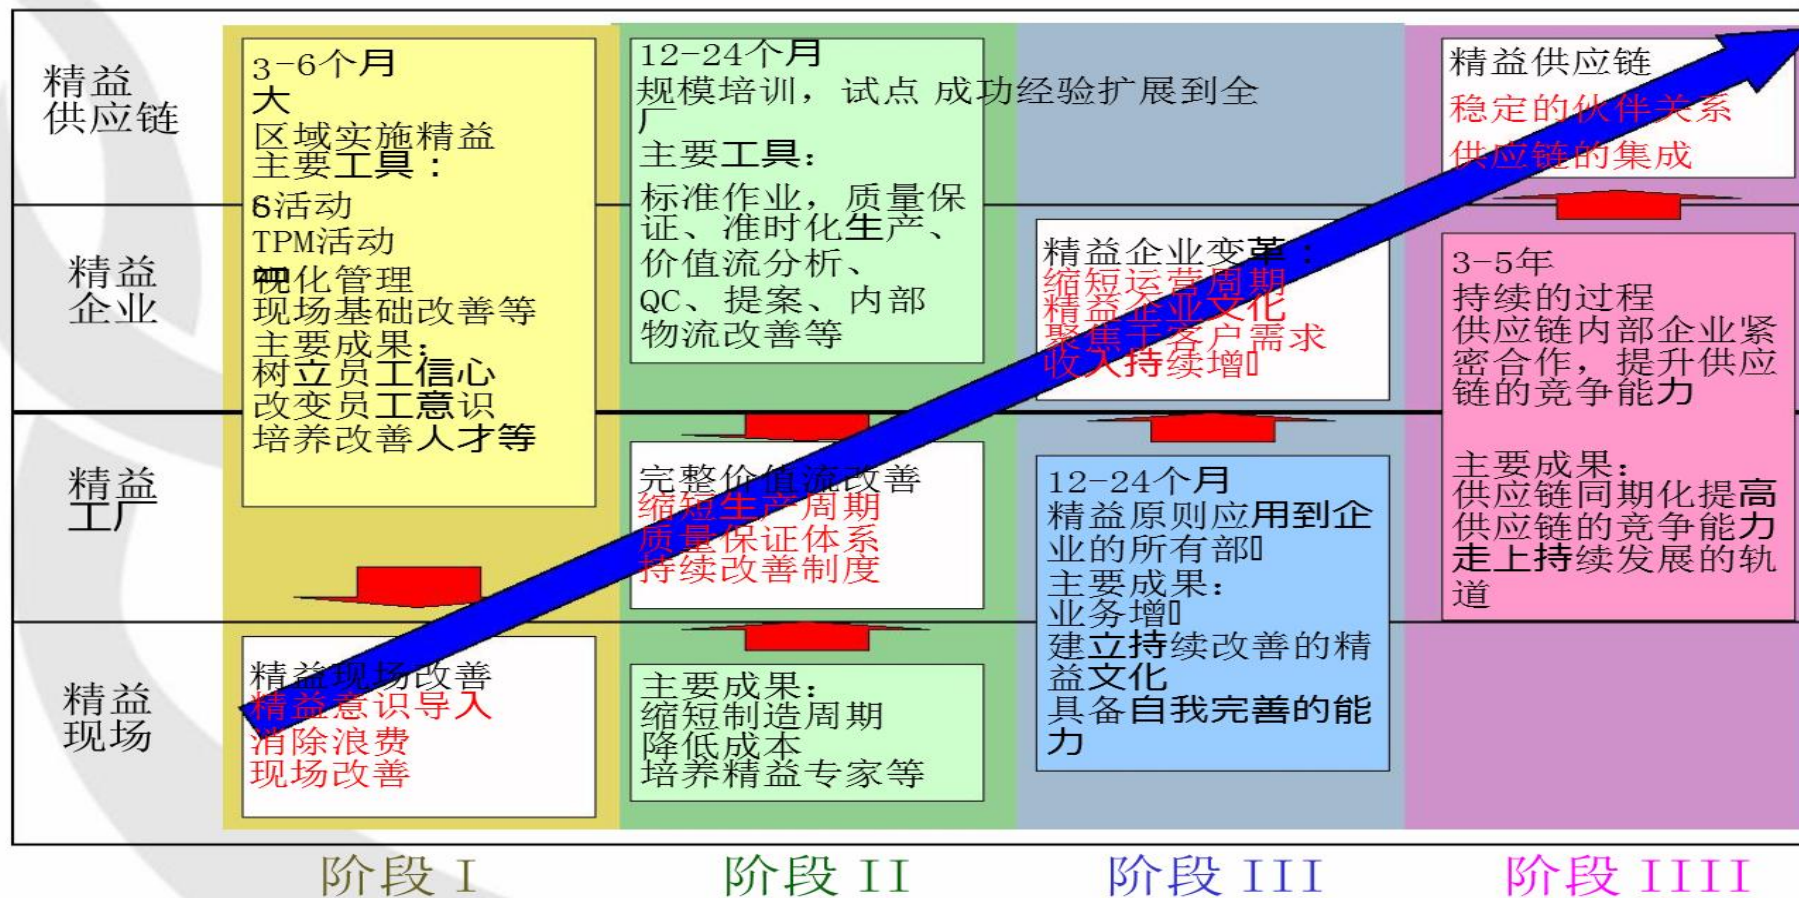 精益
供应链
精益
企业
精益
工厂
精益
现场
3-6个月
大
区域实施精益
主要工具：
S活动
TPM活动
视化管理
现场基础改善等
主要成果：
树立员工信心
改变员工意识
培养改善人才等
精益现场改善
精益意识导入
消除浪费
现场改善
12-24个月
规模培训，试点 成功经验扩展到全
厂
主要工具：
标准作业，质量保
证、准时化生产、
价值流分析、
QC、提案、内部
物流改善等
完整价值流改善
缩短生产周期
质量保证体系
持续改善制度
主要成果：
缩短制造周期
降低成本
培养精益专家等
精益企业变革：
缩短运营周期
精益企业文化
聚焦于客户需求
收入持续增
12-24个月
精益原则应用到企
业的所有部
主要成果：
业务增
建立持续改善的精
益文化
具备自我完善的能
力
精益供应链
稳定的伙伴关系
供应链的集成
3-5年
持续的过程
供应链内部企业紧
密合作，提升供应
链的竞争能力
主要成果：
供应链同期化提高
供应链的竞争能力
走上持续发展的轨
道
阶段 I
阶段 II
阶段 III
阶段 IIII